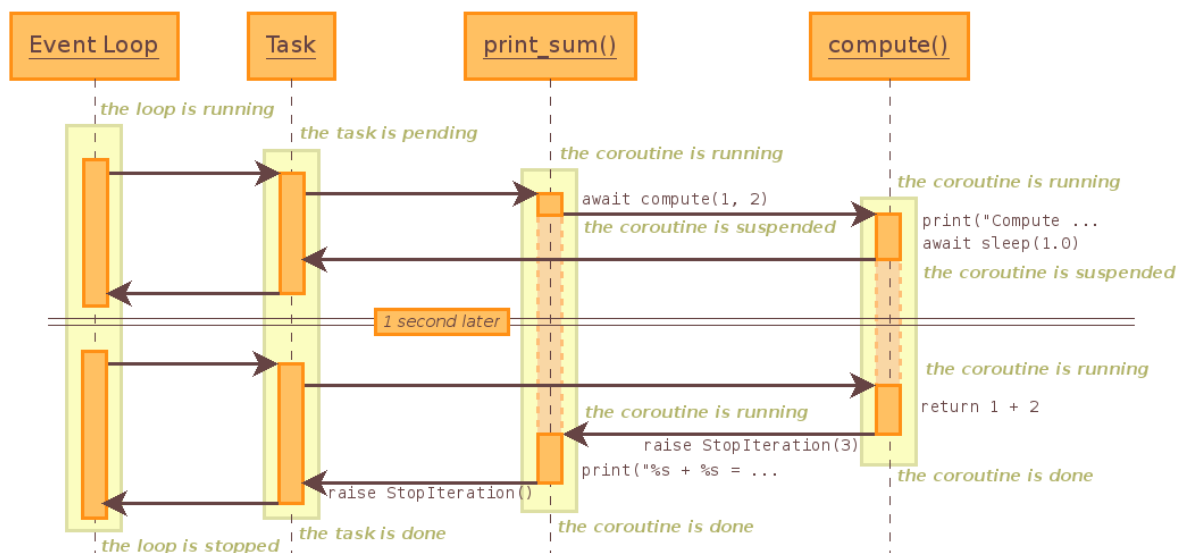 Event Loop
Task
print_sum()
compute()
the loop is running
the task is pending
the coroutine is running
the coroutine is running
await compute(1, 2)
print("Compute ...
the coroutine is suspended
await sleep(1.0)
the coroutine is suspended
1 second later
the coroutine is running
return 1 + 2
the coroutine is running
raise StopIteration(3)
print("%s + %s = ...
the coroutine is done
raise StopIteration()
the coroutine is done
the task is done
the loop is stopped